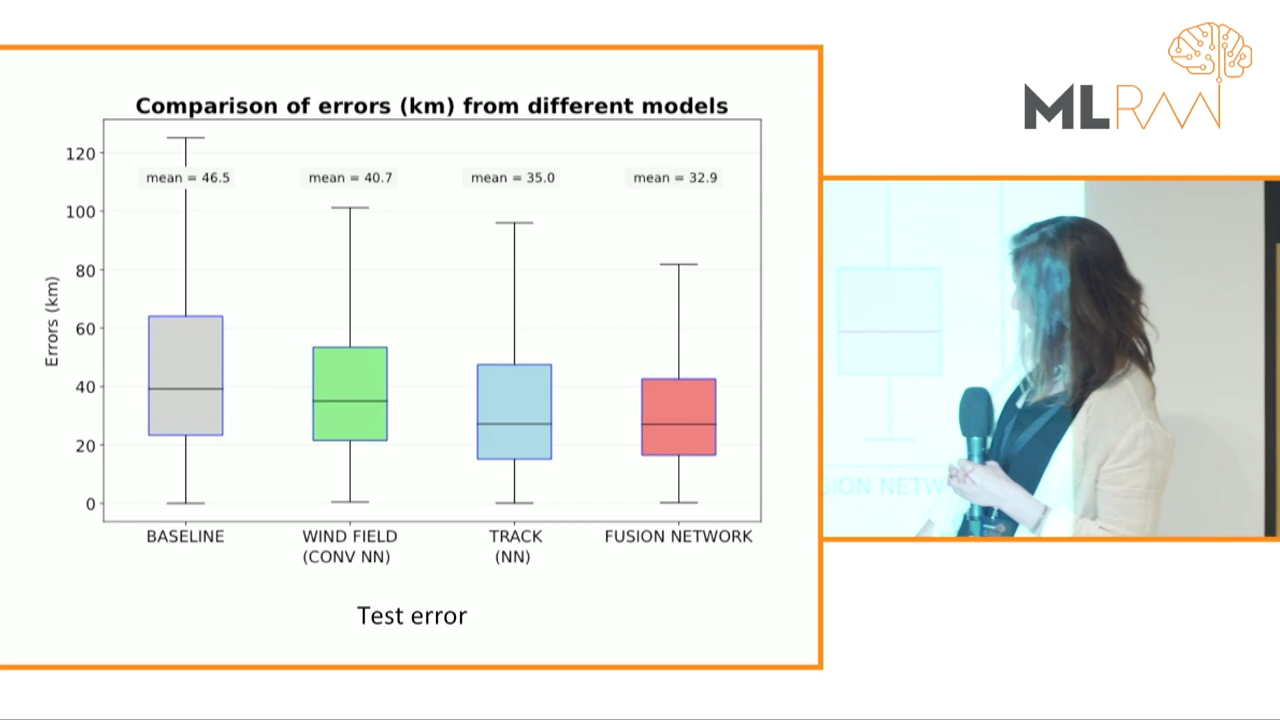 Comparison of errors (km) from different models
120
100
80
60
40
20
0
Errors (km)
mean = 46.5
mean = 40.7
mean = 35.0
mean = 32.9
BASELINE
WIND FIELD
(CONV NN)
TRACK
(NN)
FUSION NETWORK
Test error
ML